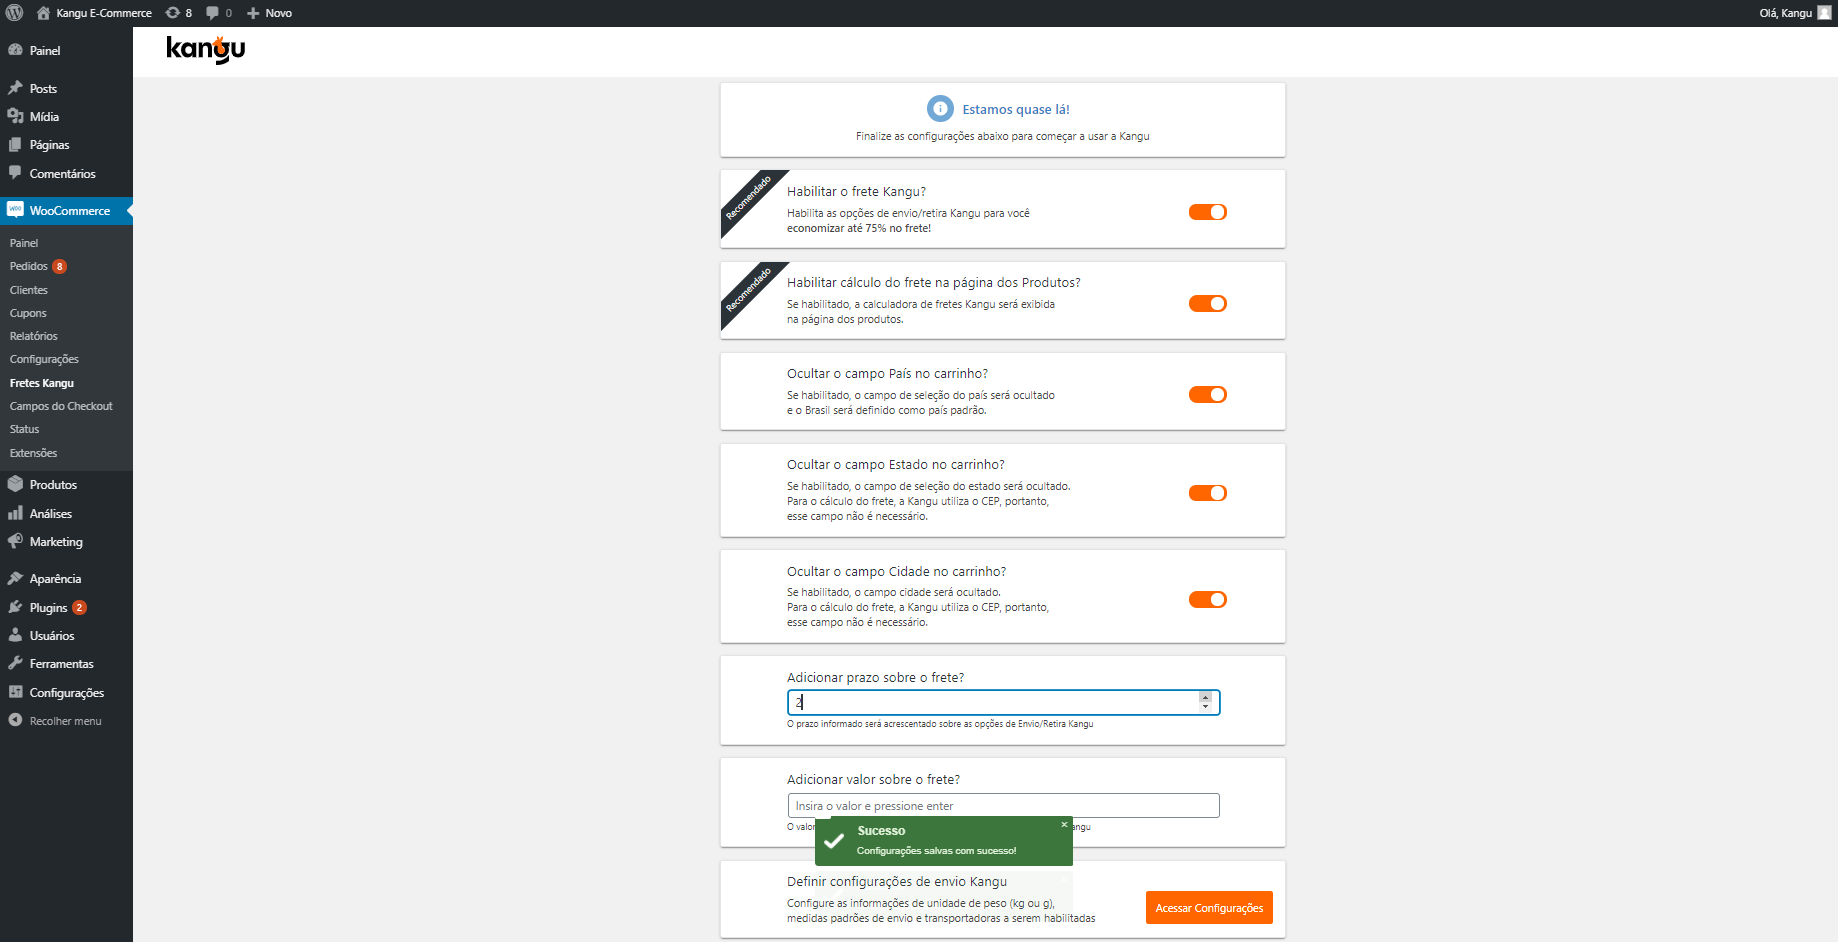 Kangu E-Commerce
8
0
Novo
Olá, Kangu
Painel
Posts
Mídia
Páginas
Comentários
WooCommerce
Painel
Pedidos 8
Clientes
Cupons
Relatórios
Configurações
Fretes Kangu
Campos do Checkout
Status
Extensões
Produtos
Análises
Marketing
Aparência
Plugins 2
Usuários
Ferramentas
Configurações
Recolher menu
kangu
Estamos quase lá!
Finalize as configurações abaixo para começar a usar a Kangu
Recomendado
Habilitar o frete Kangu?
Habilita as opções de envio/retira Kangu para você
economizar até 75% no frete!
Recomendado
Habilitar cálculo do frete na página dos Produtos?
Se habilitado, a calculadora de fretes Kangu será exibida
na página dos produtos.
Ocultar o campo País no carrinho?
Se habilitado, o campo de seleção do país será ocultado
e o Brasil será definido como país padrão.
Ocultar o campo Estado no carrinho?
Se habilitado, o campo de seleção do estado será ocultado.
Para o cálculo do frete, a Kangu utiliza o CEP, portanto,
esse campo não é necessário.
Ocultar o campo Cidade no carrinho?
Se habilitado, o campo cidade será ocultado.
Para o cálculo do frete, a Kangu utiliza o CEP, portanto,
esse campo não é necessário.
Adicionar prazo sobre o frete?
2
O prazo informado será acrescentado sobre as opções de Envio/Retira Kangu
Adicionar valor sobre o frete?
Insira o valor e pressione enter
O valor
angu
Sucesso
Configurações salvas com sucesso!
Definir configurações de envio Kangu
Configure as informações de unidade de peso (kg ou g),
medidas padrões de envio e transportadoras a serem habilitadas
Acessar Configurações